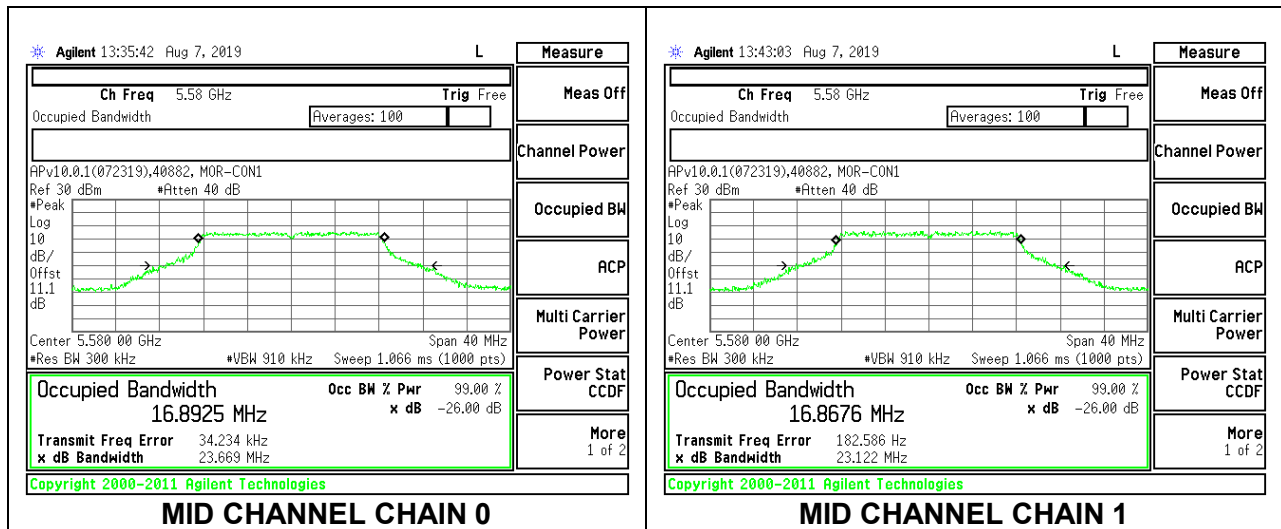 Agilent 13:35:42 Aug 7, 2019 L
Measure
Ch Freq 5.58 GHz Trig Free
Occupied Bandwidth Averages: 100
APv10.0.1(072319),40882, MOR-CON1
Ref 30 dBm #Atten 40 dB
#Peak
Log
10
dB/
Offst
11.1
dB
Center 5.580 00 GHz Span 40 MHz
#Res BW 300 kHz #VBW 910 kHz Sweep 1.066 ms (1000 pts)
Occupied Bandwidth Occ BW % Pwr 99.00 %
16.8925 MHz x dB -26.00 dB
Transmit Freq Error 34.234 kHz
x dB Bandwidth 23.669 MHz
Copyright 2000-2011 Agilent Technologies
Meas Off
Channel Power
Occupied BW
ACP
Multi Carrier
Power
Power Stat
CCDF
More
1 of 2
MID CHANNEL CHAIN 0
Agilent 13:43:03 Aug 7, 2019 L
Measure
Ch Freq 5.58 GHz Trig Free
Occupied Bandwidth Averages: 100
APv10.0.1(072319),40882, MOR-CON1
Ref 30 dBm #Atten 40 dB
#Peak
Log
10
dB/
Offst
11.1
dB
Center 5.580 00 GHz Span 40 MHz
#Res BW 300 kHz #VBW 910 kHz Sweep 1.066 ms (1000 pts)
Occupied Bandwidth Occ BW % Pwr 99.00 %
16.8676 MHz x dB -26.00 dB
Transmit Freq Error 182.586 Hz
x dB Bandwidth 23.122 MHz
Copyright 2000-2011 Agilent Technologies
Meas Off
Channel Power
Occupied BW
ACP
Multi Carrier
Power
Power Stat
CCDF
More
1 of 2
MID CHANNEL CHAIN 1